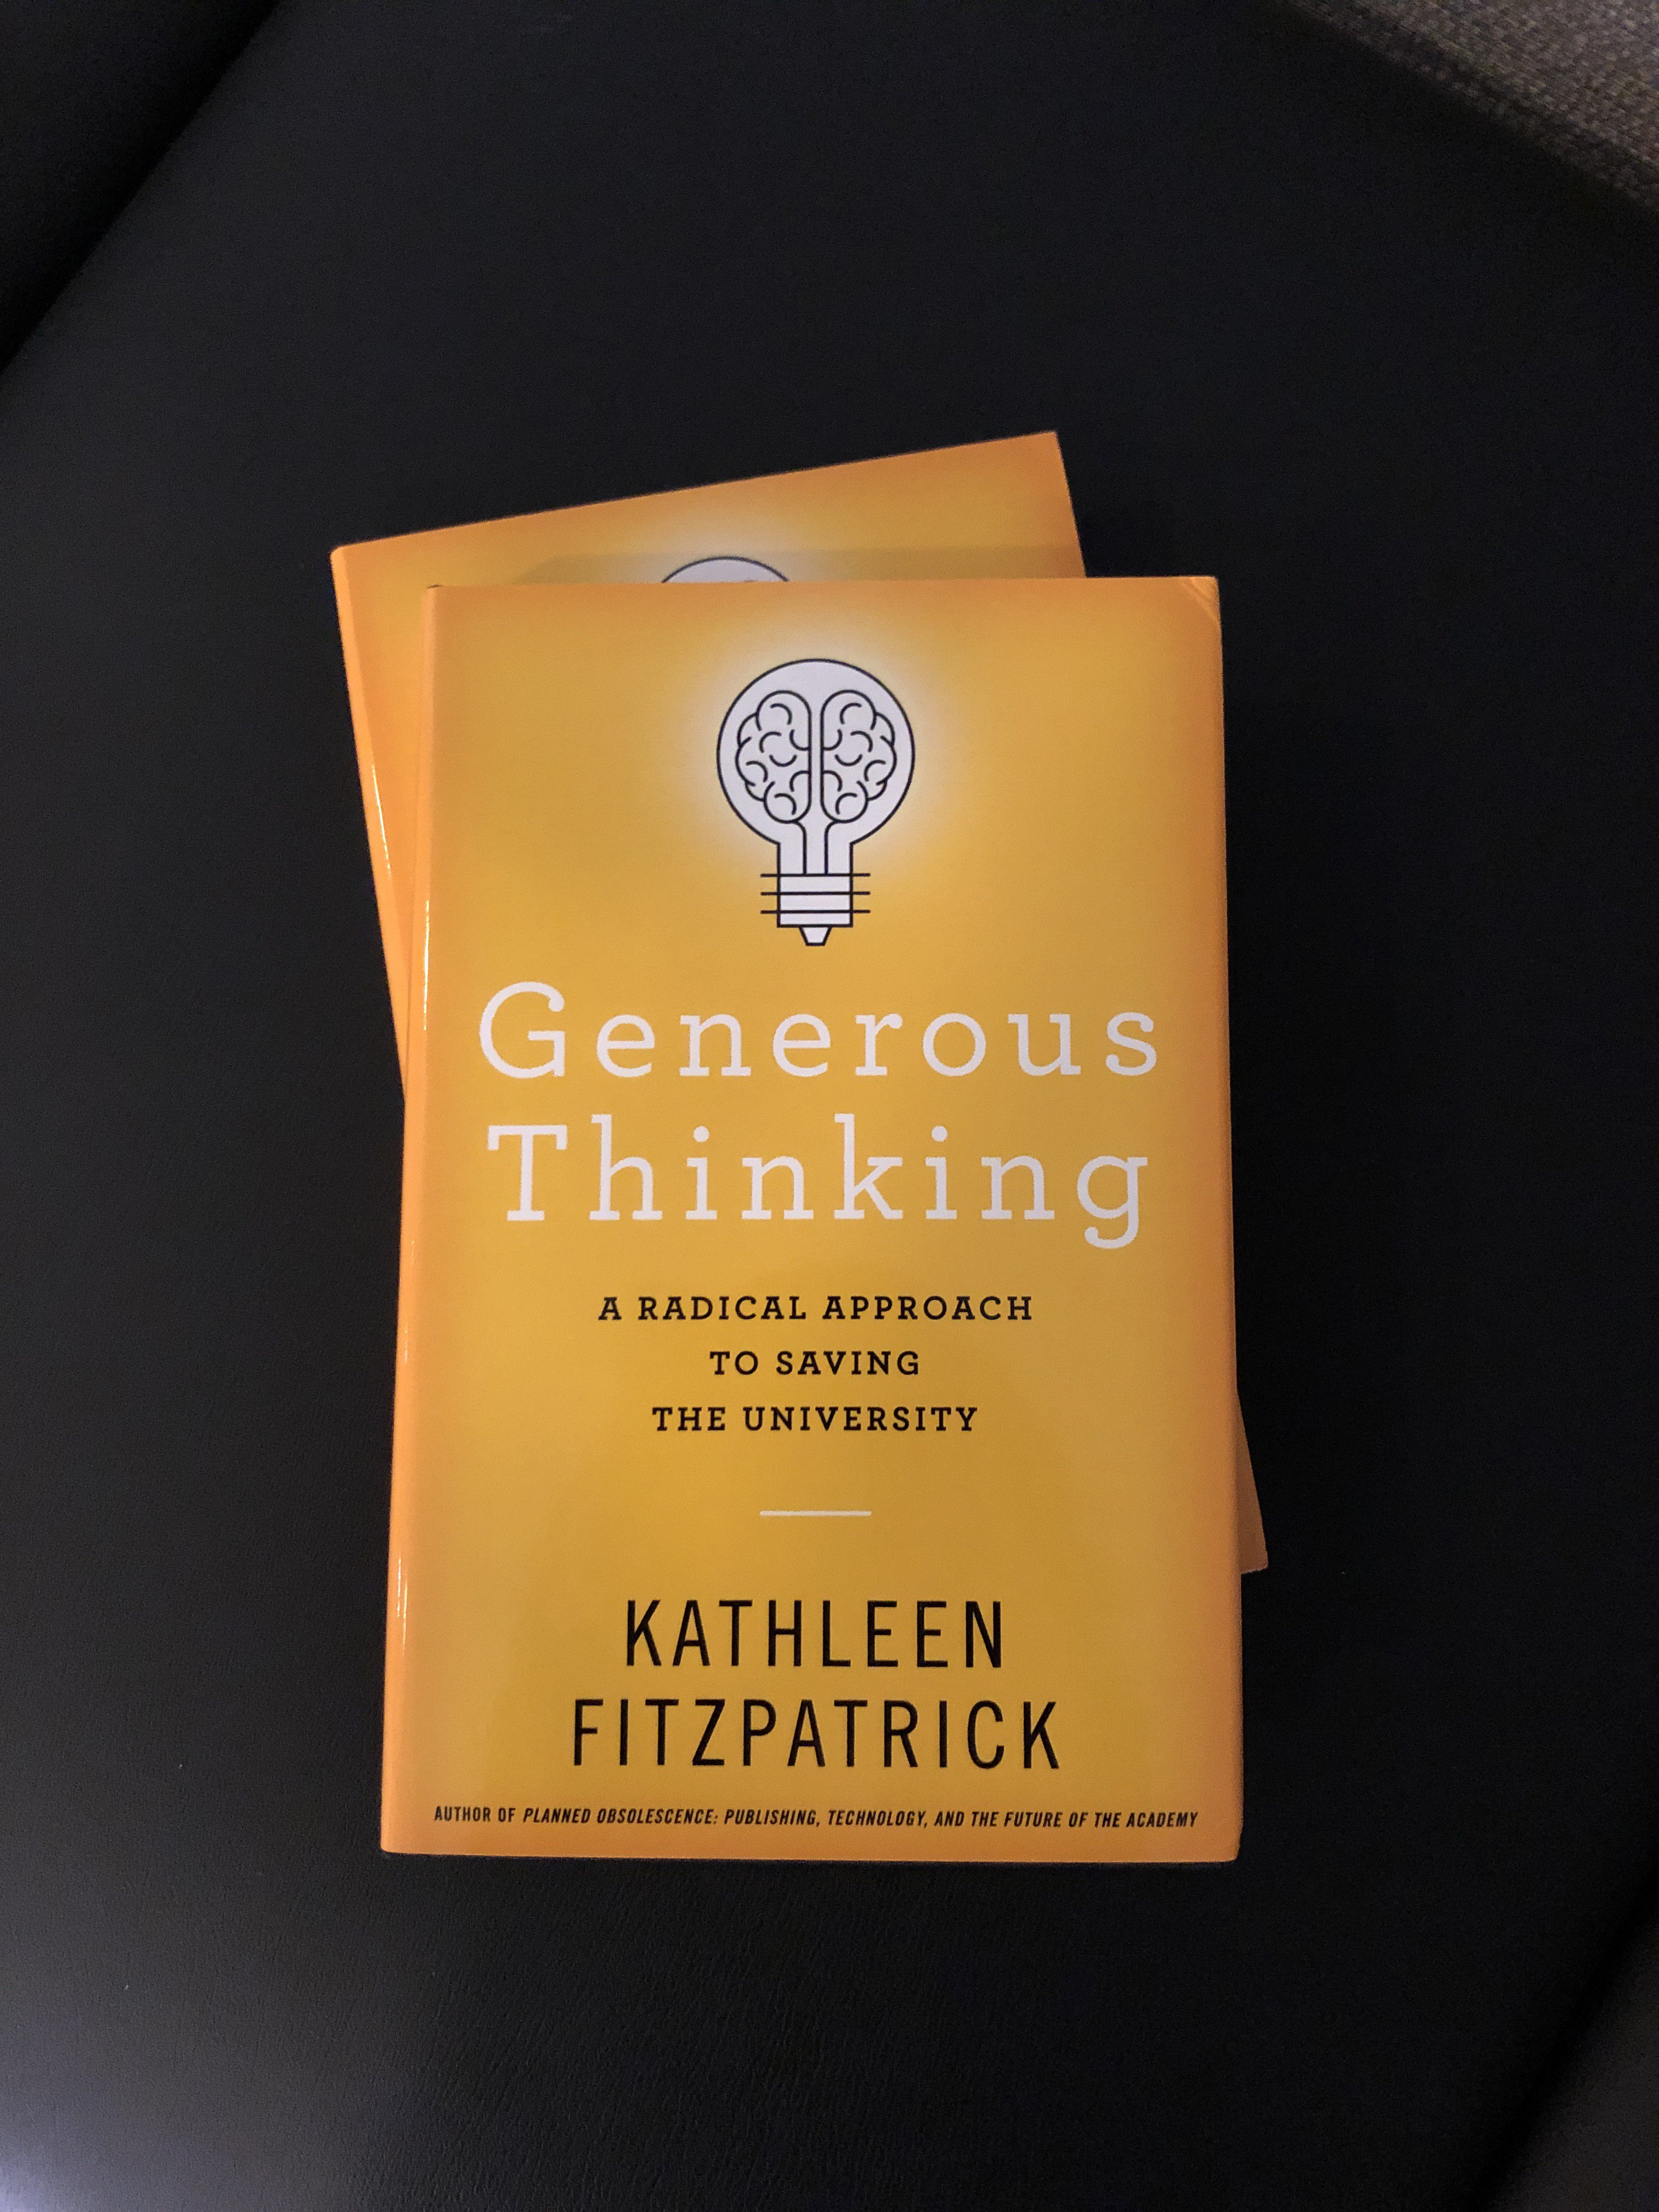 Generous
Thinking
A RADICAL APPROACH
TO SAVING
THE UNIVERSITY
KATHLEEN
FITZPATRICK
AUTHOR OF PLANNED OBSOLESCENCE: PUBLISHING, TECHNOLOGY, AND THE FUTURE OF THE ACADEMY